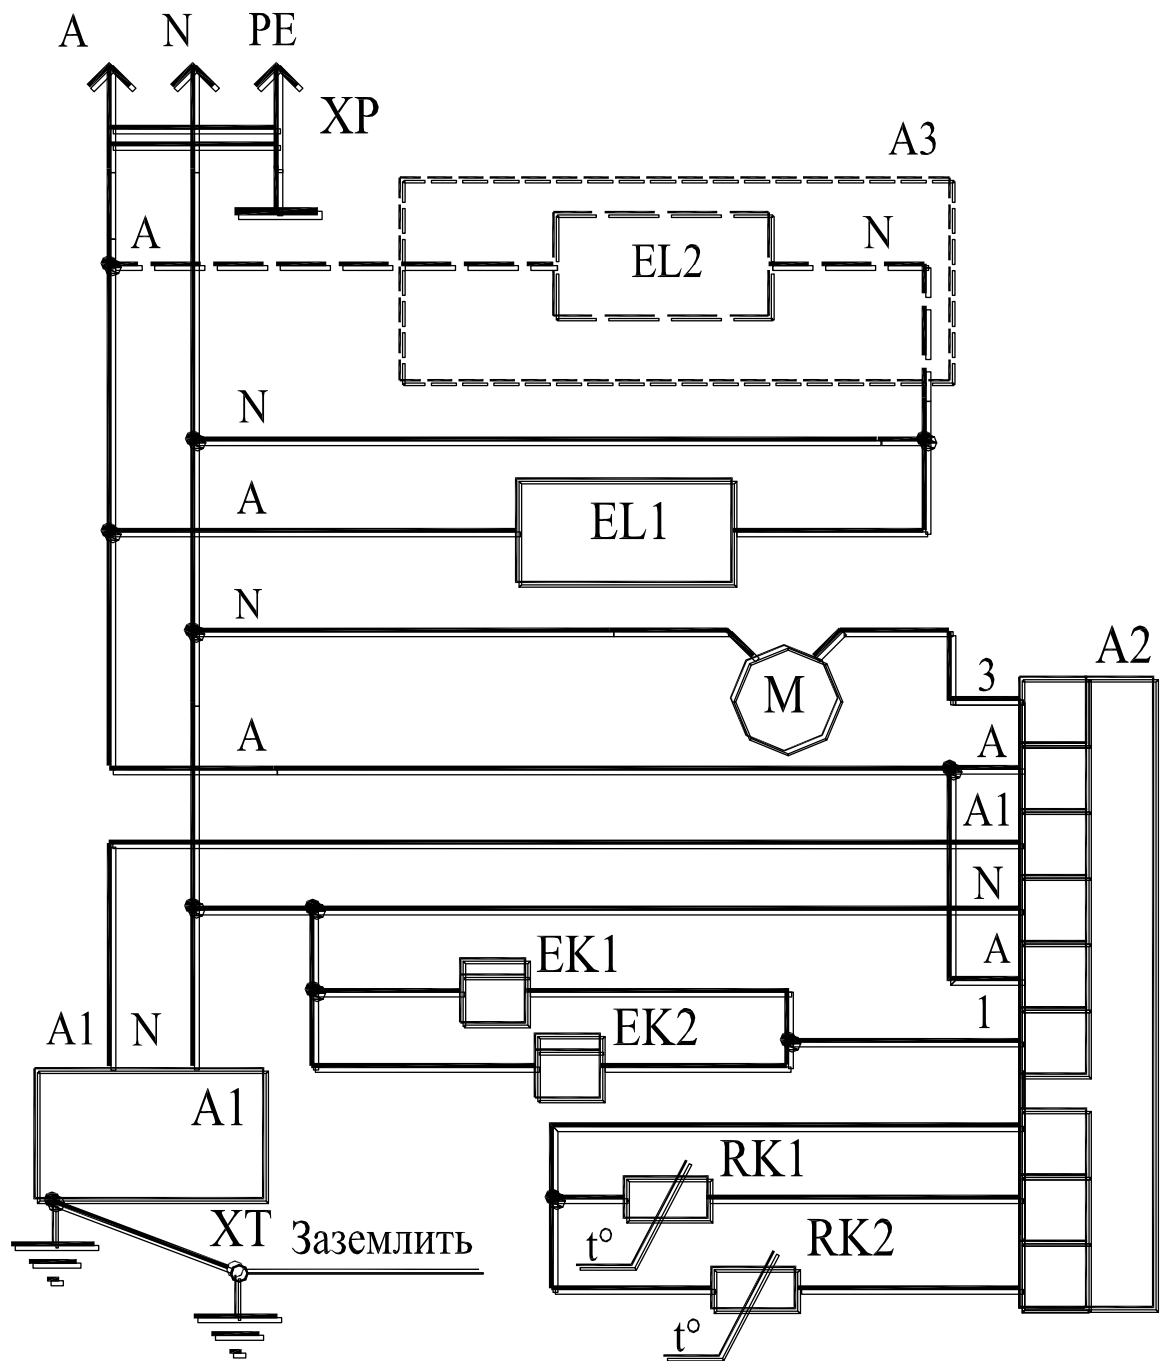 A N PE
XP
A3
A
EL2
N
N
A
EL1
N
M
3
A2
A
A
A1
N
EK1
A
A1 N
EK2
1
A1
RK1
XT
Заземлить
t°
RK2
t°